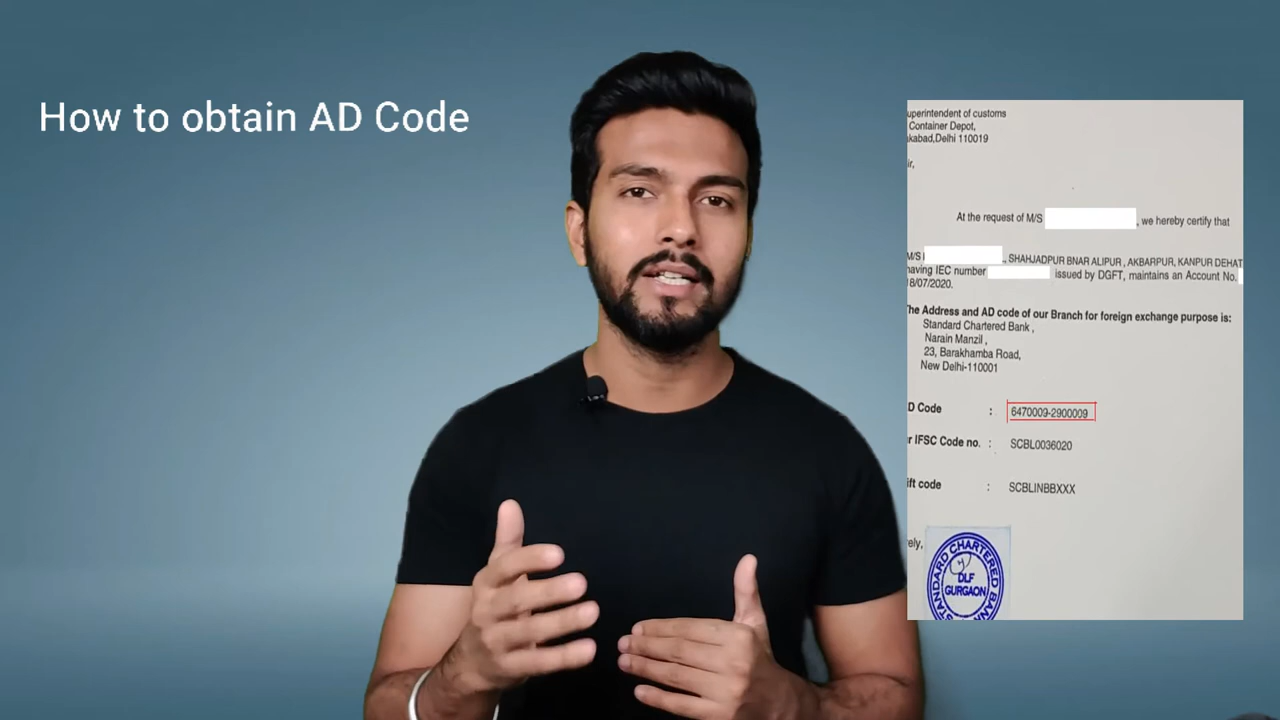 How to obtain AD Code
uperintendent of customs
Container Depot,
kabad,Delhi 110019
ir,
At the request of M/S , we hereby certify that
M/S , SHAHJADPUR BNAR ALIPUR , AKBARPUR, KANPUR DEHAT
having IEC number issued by DGFT, maintains an Account No.
18/07/2020.
The Address and AD code of our Branch for foreign exchange purpose is:
Standard Chartered Bank ,
Narain Manzil ,
23, Barakhamba Road,
New Delhi-110001
D Code : 6470009-2900009
r IFSC Code no. : SCBL0036020
ift code : SCBLINBBXXX
ely,
STANDARD CHARTERED BANK
DLF
GURGAON